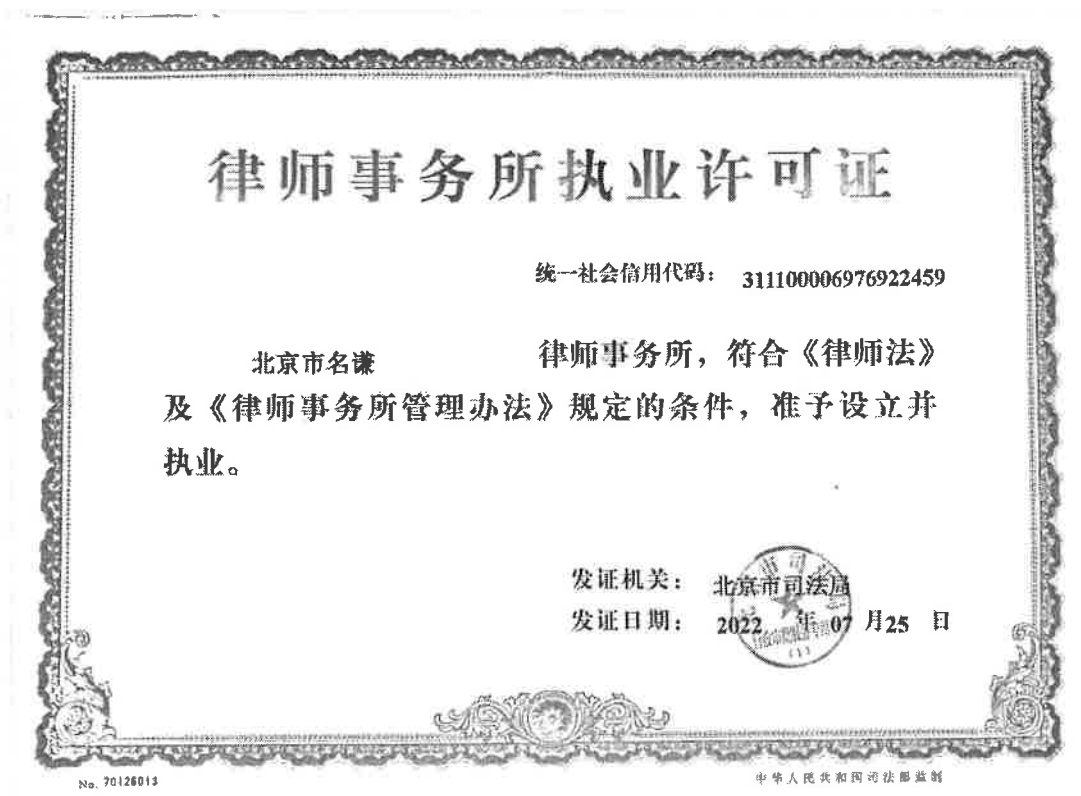 律师事务所执业许可证
统一社会信用代码： 311100006976922459
北京市名谦 律师事务所，符合《律师法》
及《律师事务所管理办法》规定的条件，准予设立并
执业。
发证机关： 北京市司法局
发证日期： 2022 年 07 月 25 日
No. 70126013
中华人民共和国司法部监制